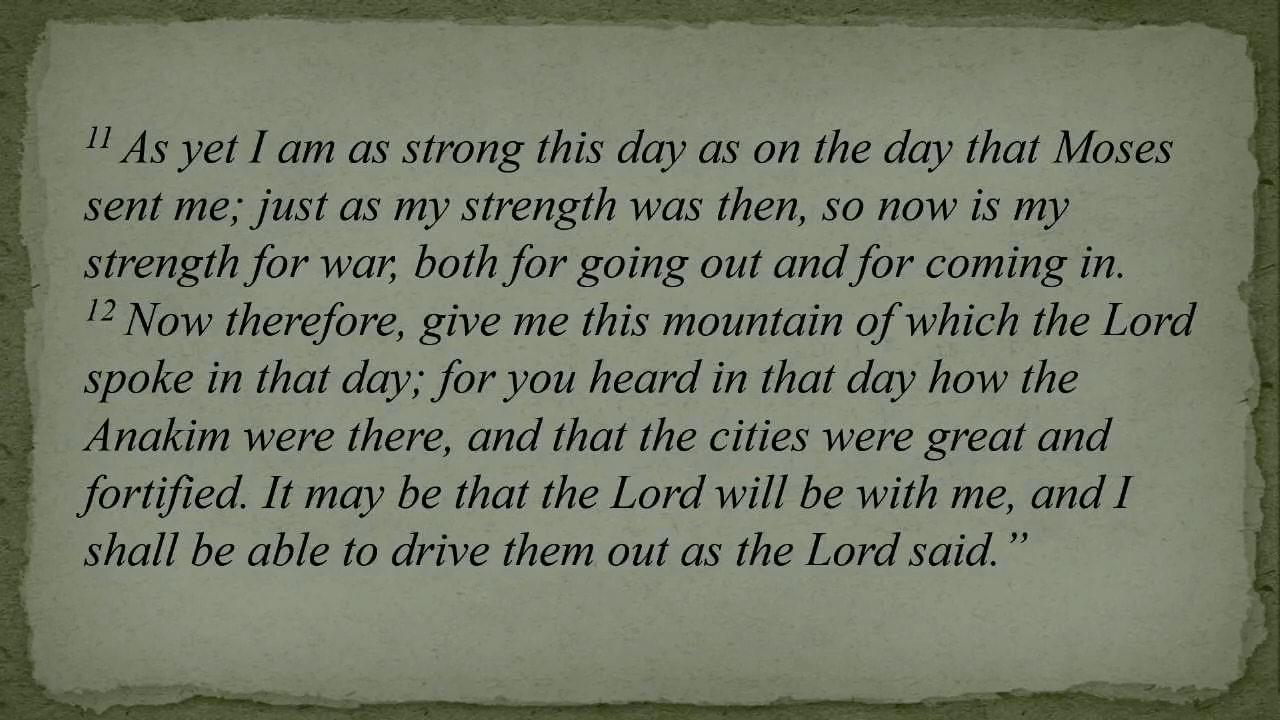 11 As yet I am as strong this day as on the day that Moses
sent me; just as my strength was then, so now is my
strength for war, both for going out and for coming in.
12 Now therefore, give me this mountain of which the Lord
spoke in that day; for you heard in that day how the
Anakim were there, and that the cities were great and
fortified. It may be that the Lord will be with me, and I
shall be able to drive them out as the Lord said.”